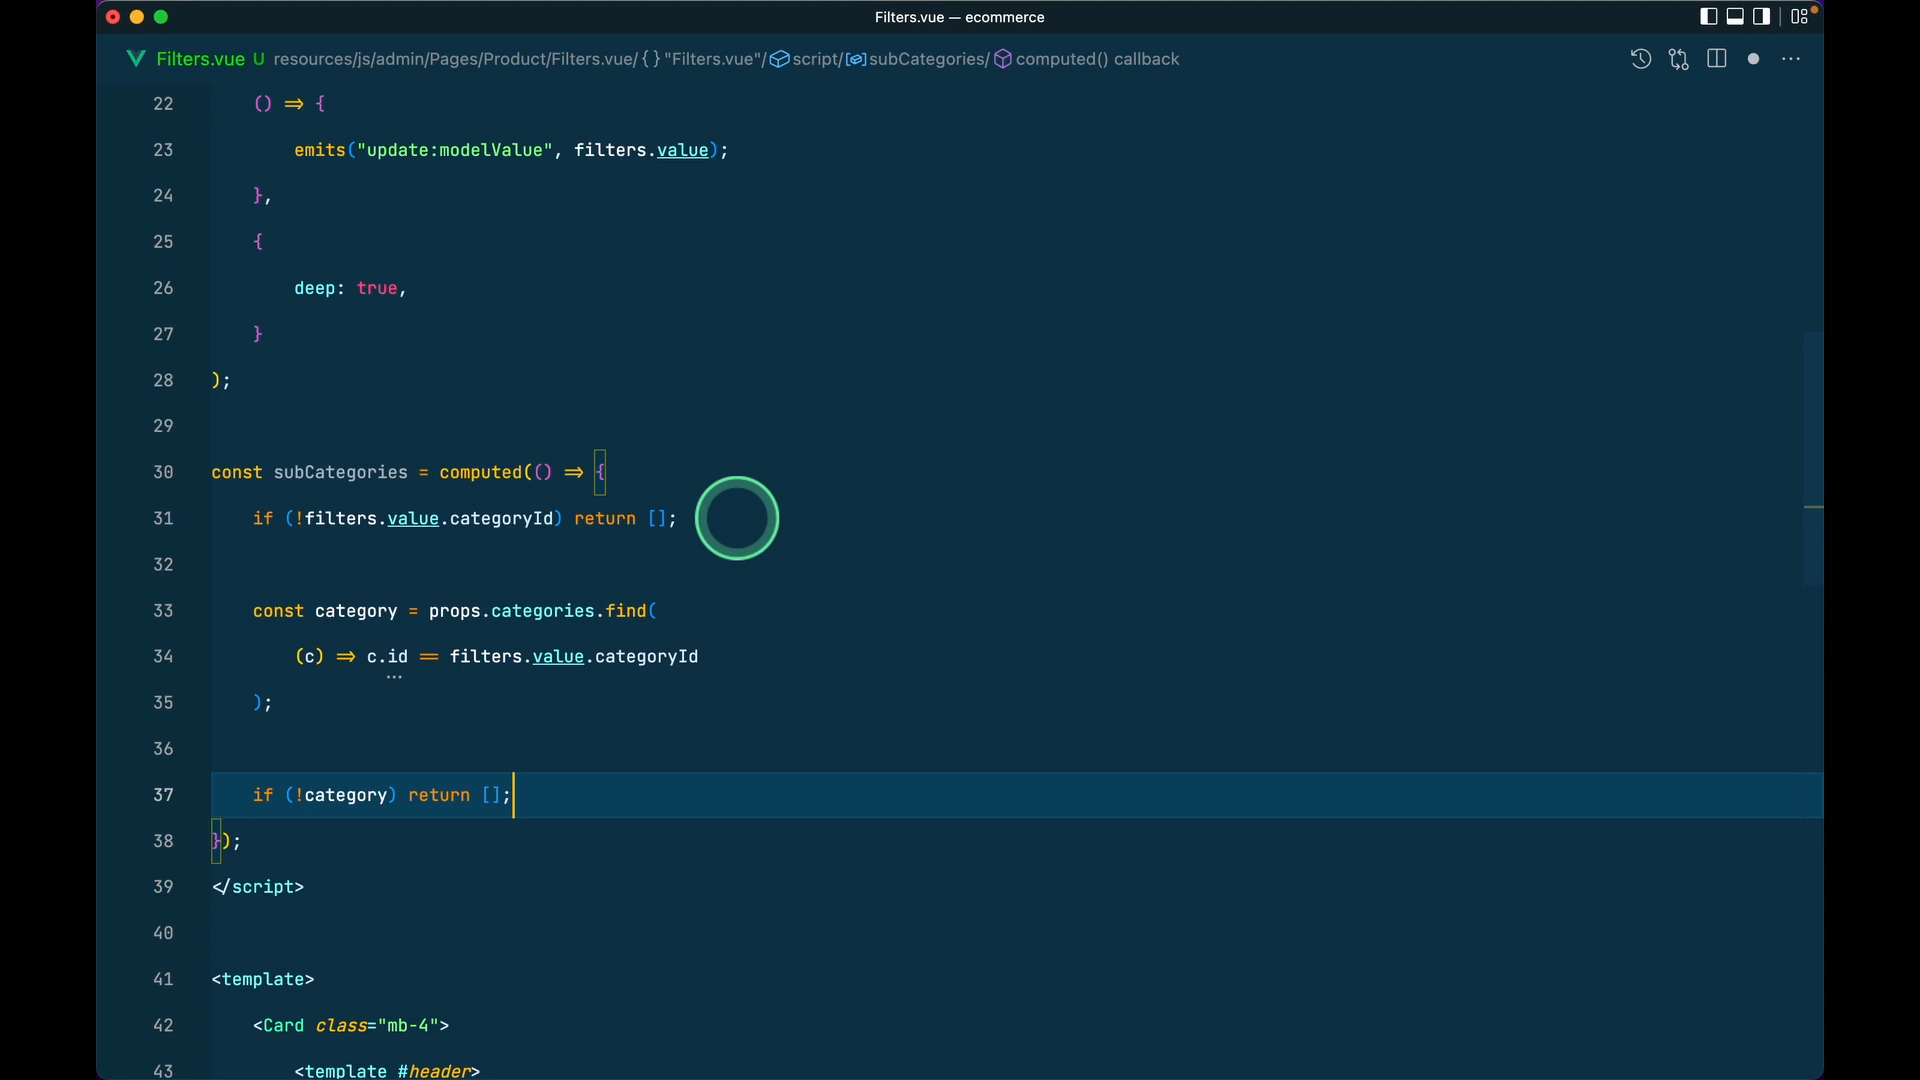 Filters.vue — ecommerce
Filters.vue U resources/js/admin/Pages/Product/Filters.vue/ {} "Filters.vue"/ script/ subCategories/ computed() callback
22 () => {
23 emits("update:modelValue", filters.value);
24 },
25 {
26 deep: true,
27 }
28 );
29
30 const subCategories = computed(() => {
31 if (!filters.value.categoryId) return [];
32
33 const category = props.categories.find(
34 (c) => c.id == filters.value.categoryId
35 );
36
37 if (!category) return [];
38 });
39 </script>
40
41 <template>
42 <Card class="mb-4">
43 <template #header>